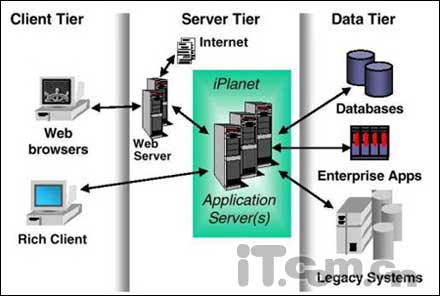 Client Tier
Server Tier
Data Tier
Internet
iPlanet
Databases
Web
browsers
Web
Server
Enterprise Apps
Application
Server(s)
Rich Client
Legacy Systems
iT.com.cn